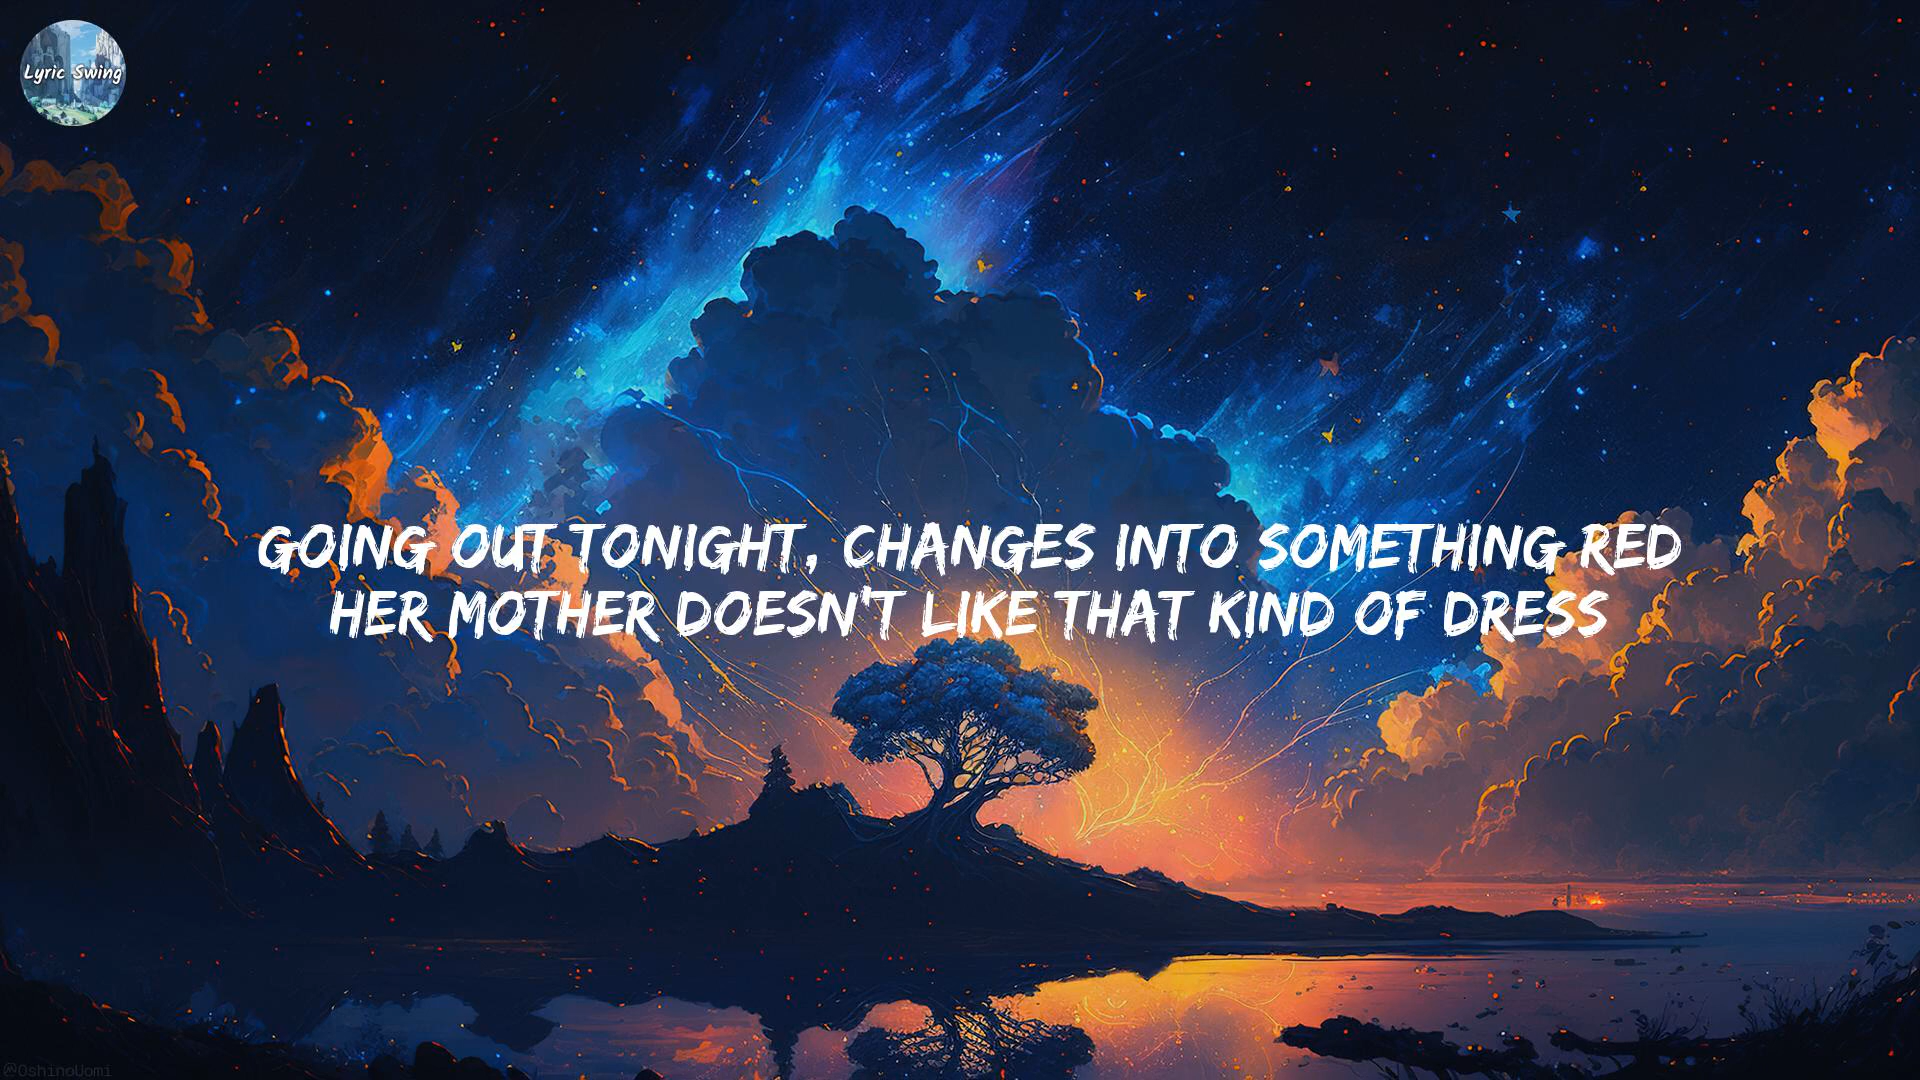 Lyric Swing
GOING OUT TONIGHT, CHANGES INTO SOMETHING RED
HER MOTHER DOESN'T LIKE THAT KIND OF DRESS
@OshinoUomi